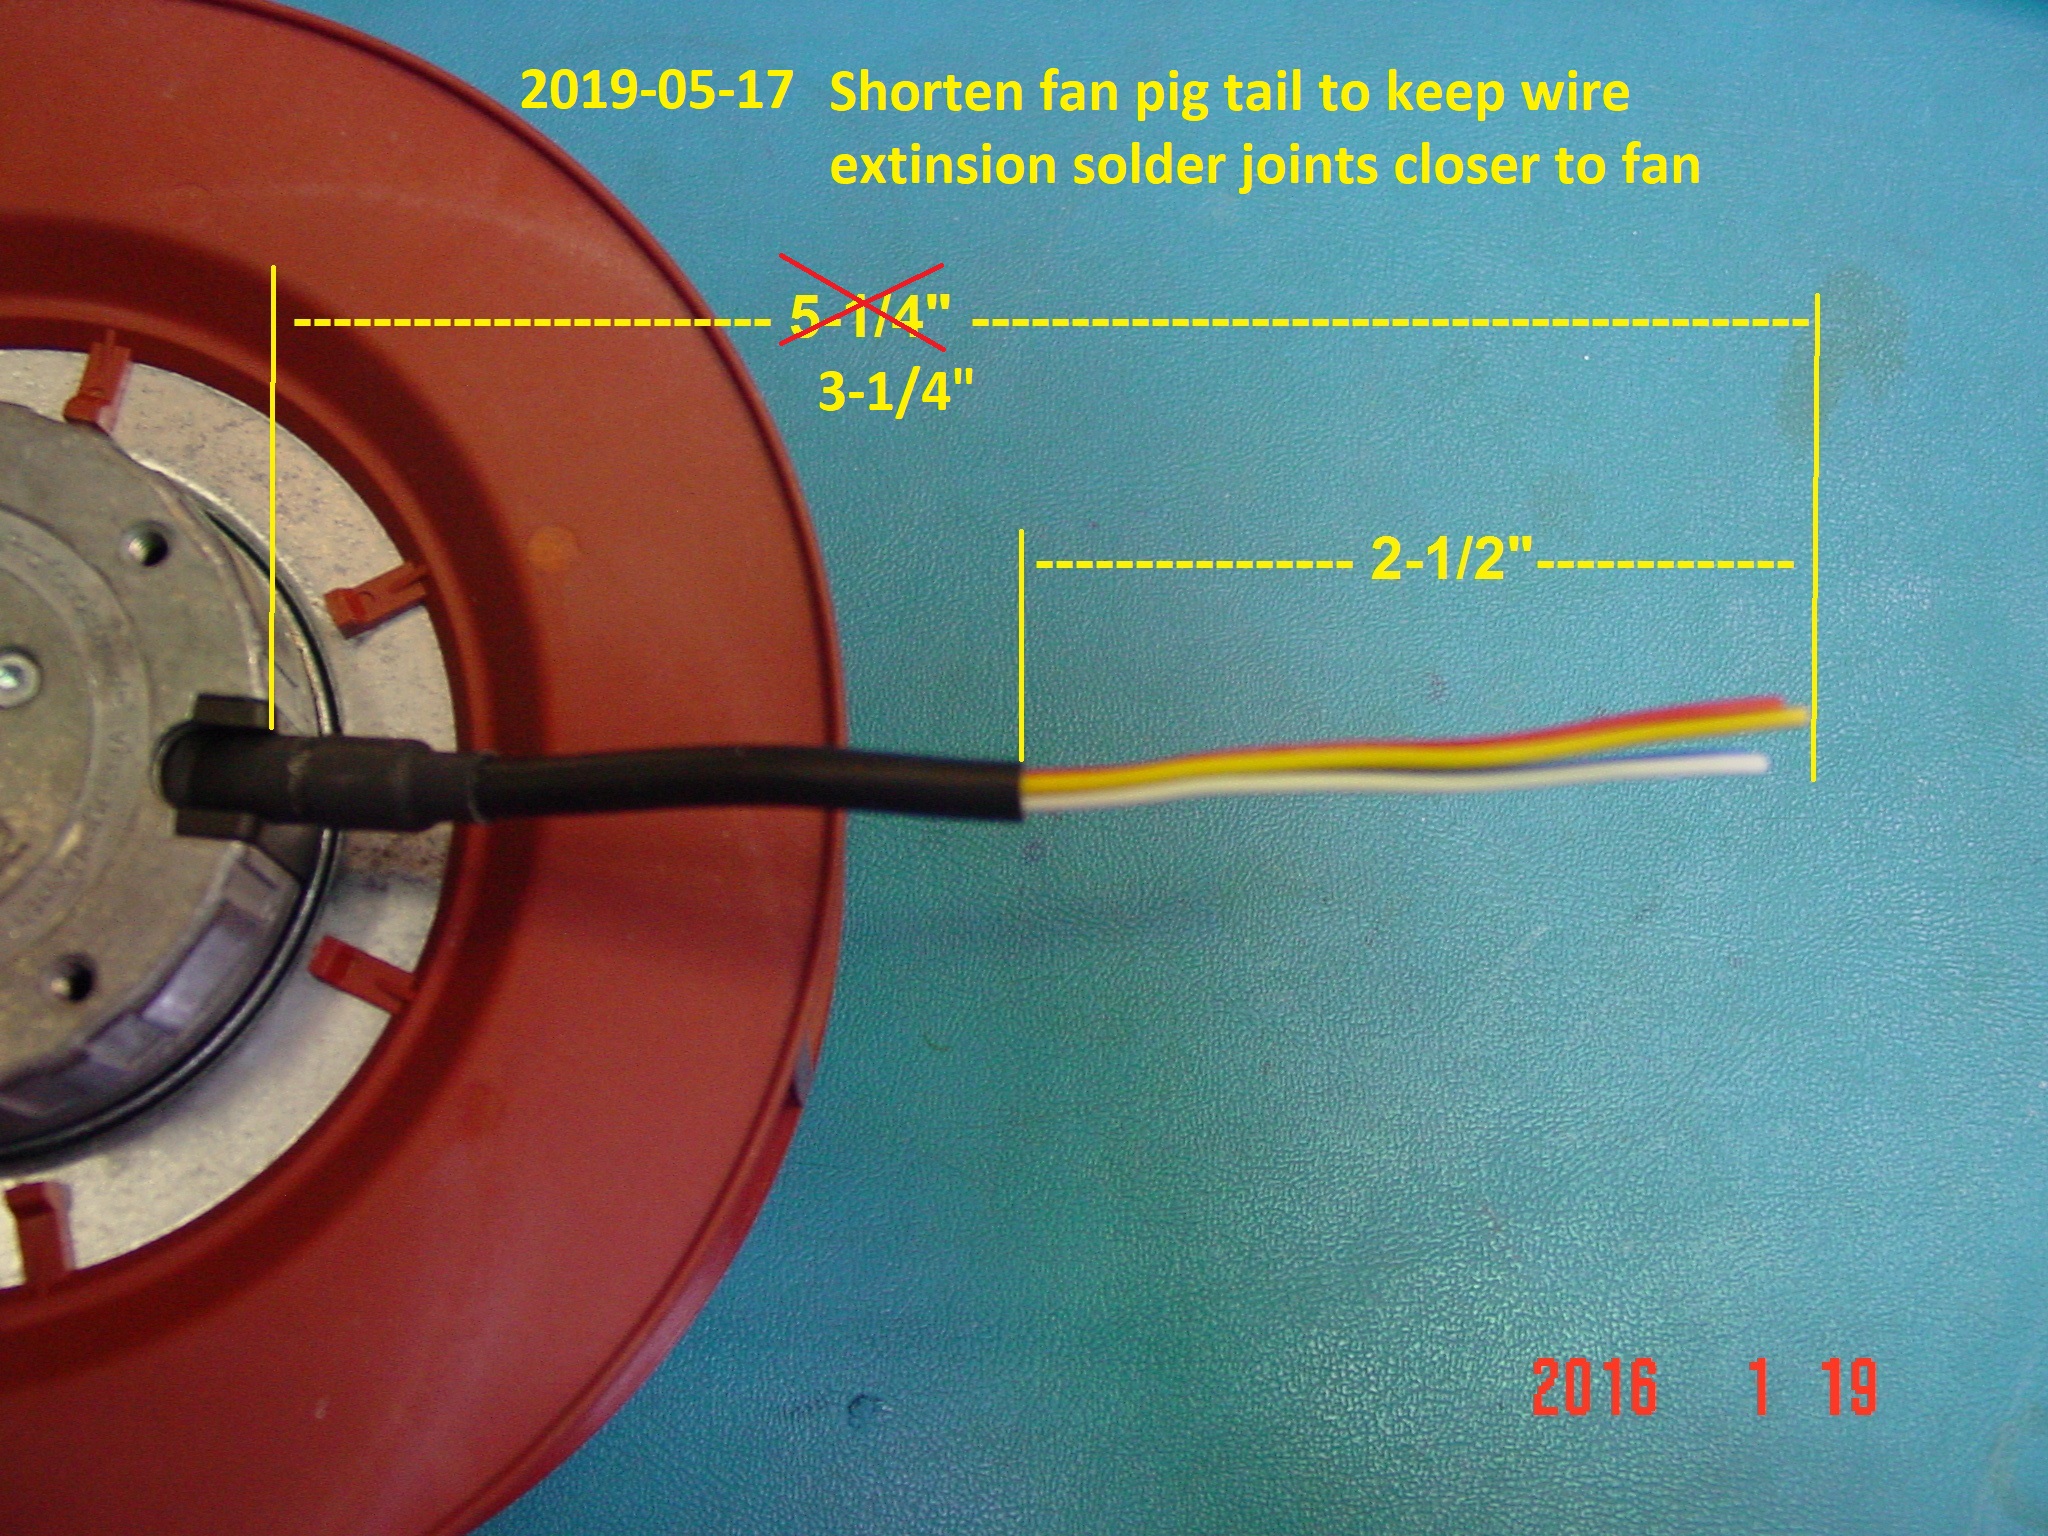 2019-05-17 Shorten fan pig tail to keep wire
extinsion solder joints closer to fan
----------------------- 5-1/4" -----------------------------------------
3-1/4"
---------------- 2-1/2"-------------
2016 1 19